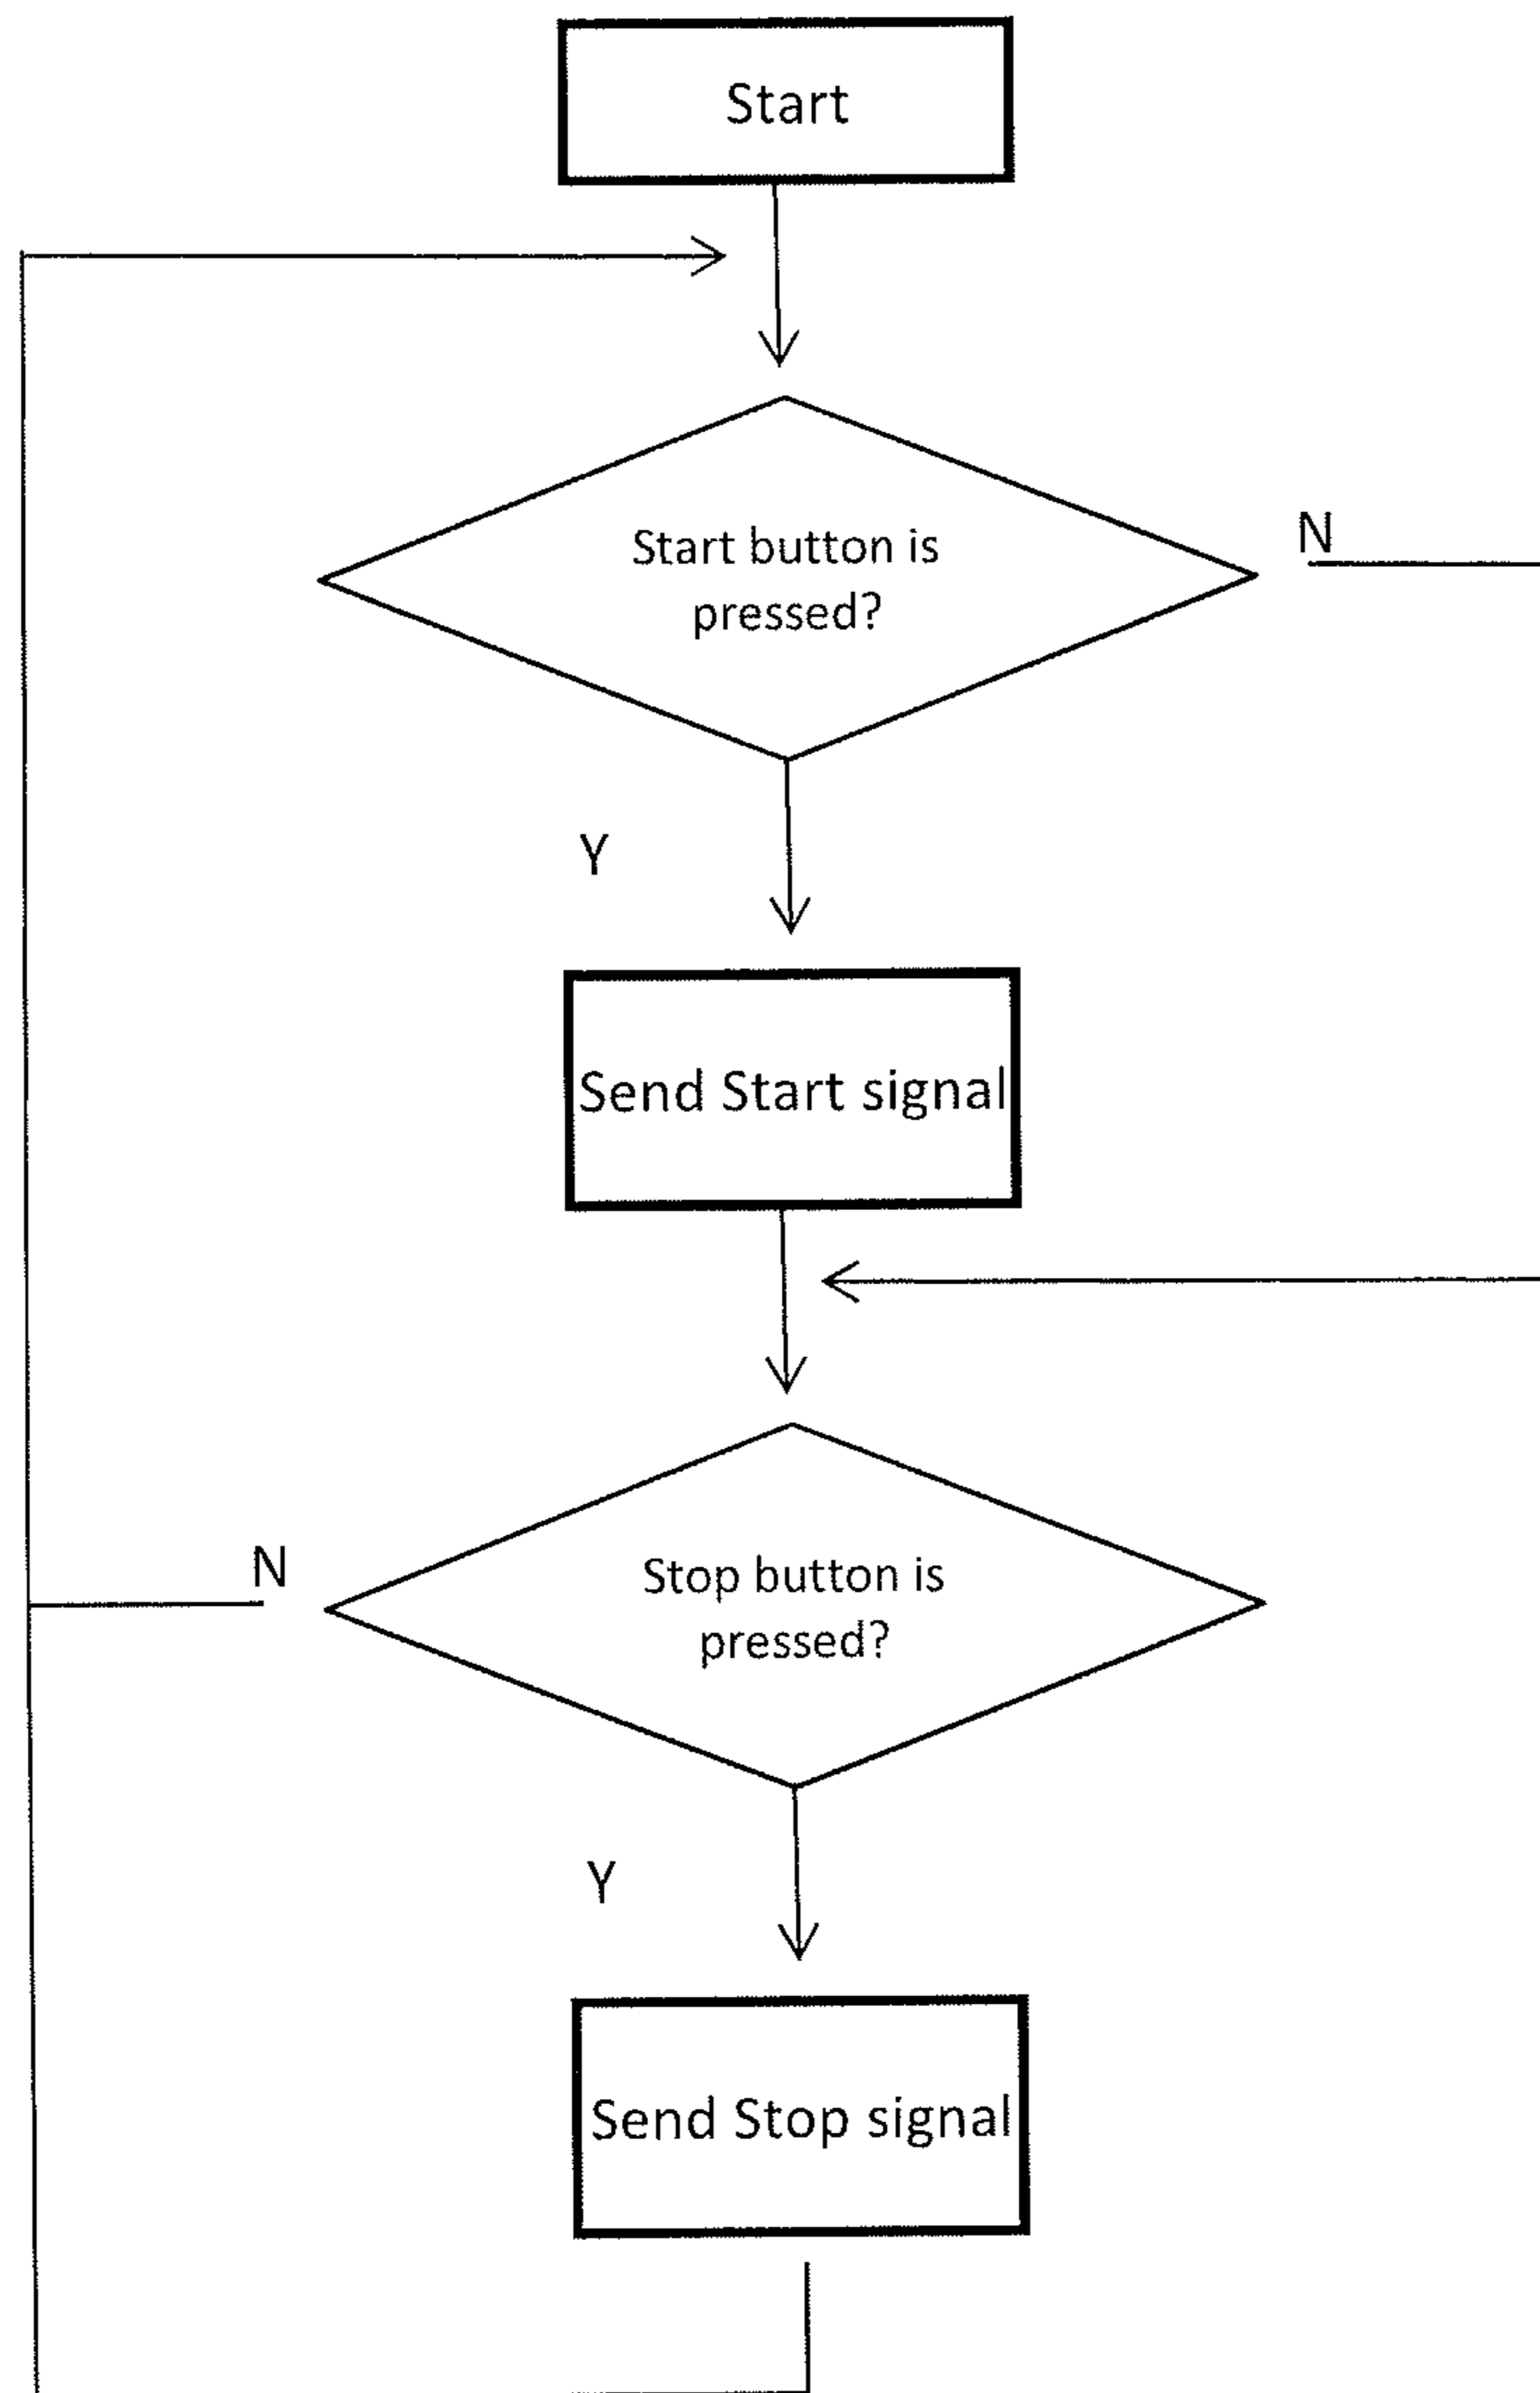 Start
Start button is
pressed?
N
Y
Send Start signal
Stop button is
pressed?
N
Y
Send Stop signal